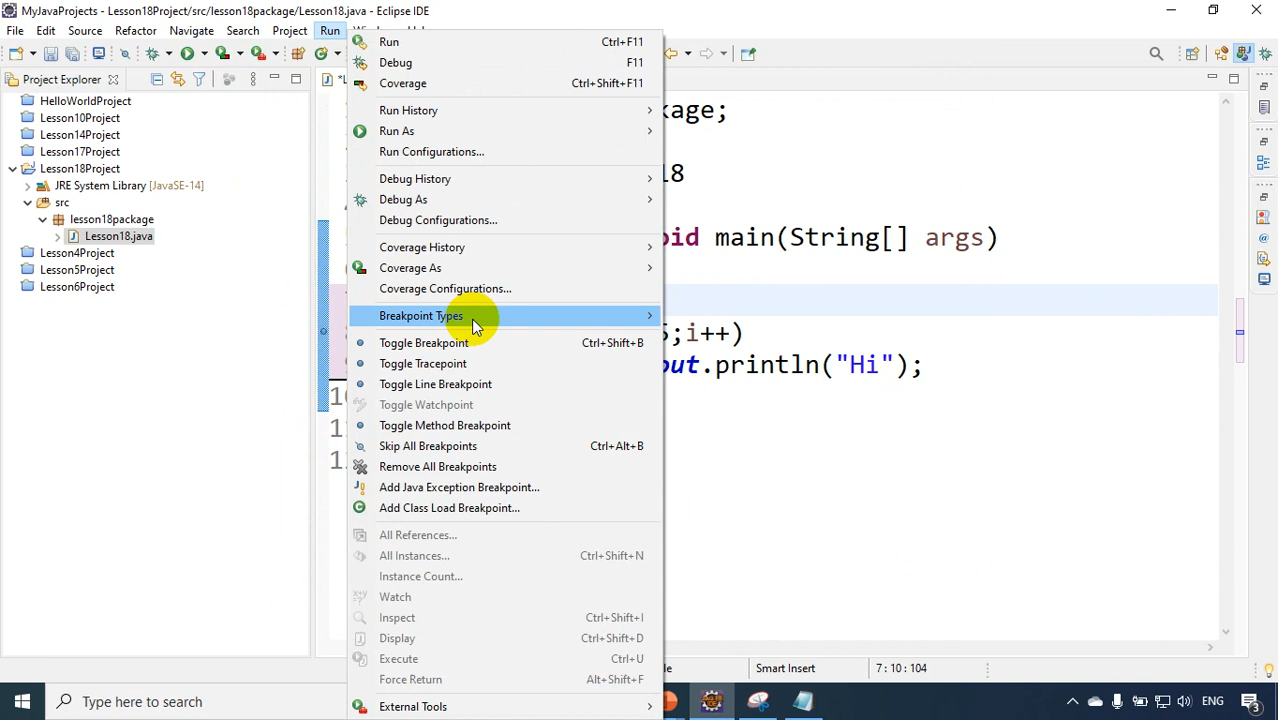 MyJavaProjects - Lesson18Project/src/lesson18package/Lesson18.java - Eclipse IDE
File Edit Source Refactor Navigate Search Project Run
Project Explorer
HelloWorldProject
Lesson10Project
Lesson14Project
Lesson17Project
Lesson18Project
JRE System Library [JavaSE-14]
src
lesson18package
Lesson18.java
Lesson4Project
Lesson5Project
Lesson6Project
Run Ctrl+F11
Debug F11
Coverage Ctrl+Shift+F11
Run History
Run As
Run Configurations...
Debug History
Debug As
Debug Configurations...
Coverage History
Coverage As
Coverage Configurations...
Breakpoint Types
Toggle Breakpoint Ctrl+Shift+B
Toggle Tracepoint
Toggle Line Breakpoint
Toggle Watchpoint
Toggle Method Breakpoint
Skip All Breakpoints Ctrl+Alt+B
Remove All Breakpoints
Add Java Exception Breakpoint...
Add Class Load Breakpoint...
All References...
All Instances... Ctrl+Shift+N
Instance Count...
Watch
Inspect Ctrl+Shift+I
Display Ctrl+Shift+D
Execute Ctrl+U
Force Return Alt+Shift+F
External Tools
kage;
18
oid main(String[] args)
;i++)
out.println("Hi");
Smart Insert 7 : 10 : 104
Type here to search
ENG
3